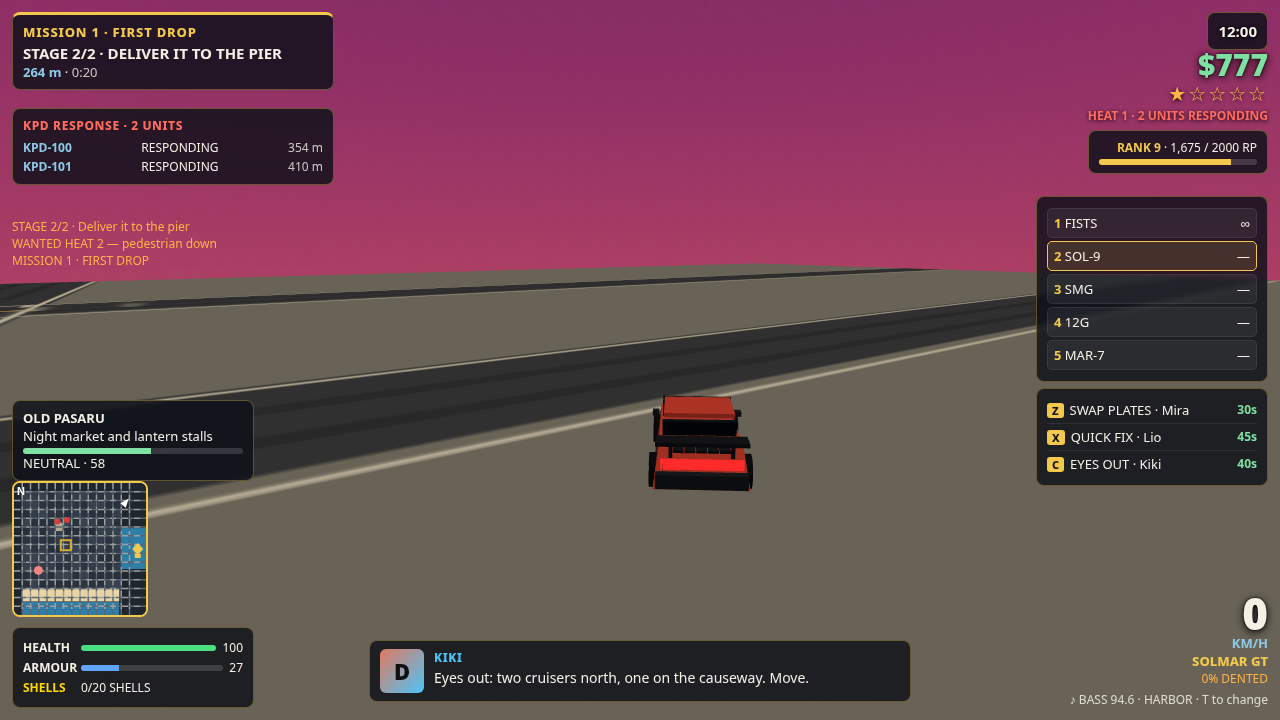 MISSION 1 · FIRST DROP
STAGE 2/2 · DELIVER IT TO THE PIER
264 m · 0:20
KPD RESPONSE · 2 UNITS
KPD-100 RESPONDING 354 m
KPD-101 RESPONDING 410 m
STAGE 2/2 · Deliver it to the pier
WANTED HEAT 2 — pedestrian down
MISSION 1 · FIRST DROP
12:00
$777
★☆☆☆☆
HEAT 1 · 2 UNITS RESPONDING
RANK 9 · 1,675 / 2000 RP
1 FISTS ∞
2 SOL-9 —
3 SMG —
4 12G —
5 MAR-7 —
Z SWAP PLATES · Mira 30s
X QUICK FIX · Lio 45s
C EYES OUT · Kiki 40s
OLD PASARU
Night market and lantern stalls
NEUTRAL · 58
N
HEALTH 100
ARMOUR 27
SHELLS 0/20 SHELLS
D
KIKI
Eyes out: two cruisers north, one on the causeway. Move.
0
KM/H
SOLMAR GT
0% DENTED
♪ BASS 94.6 · HARBOR · T to change